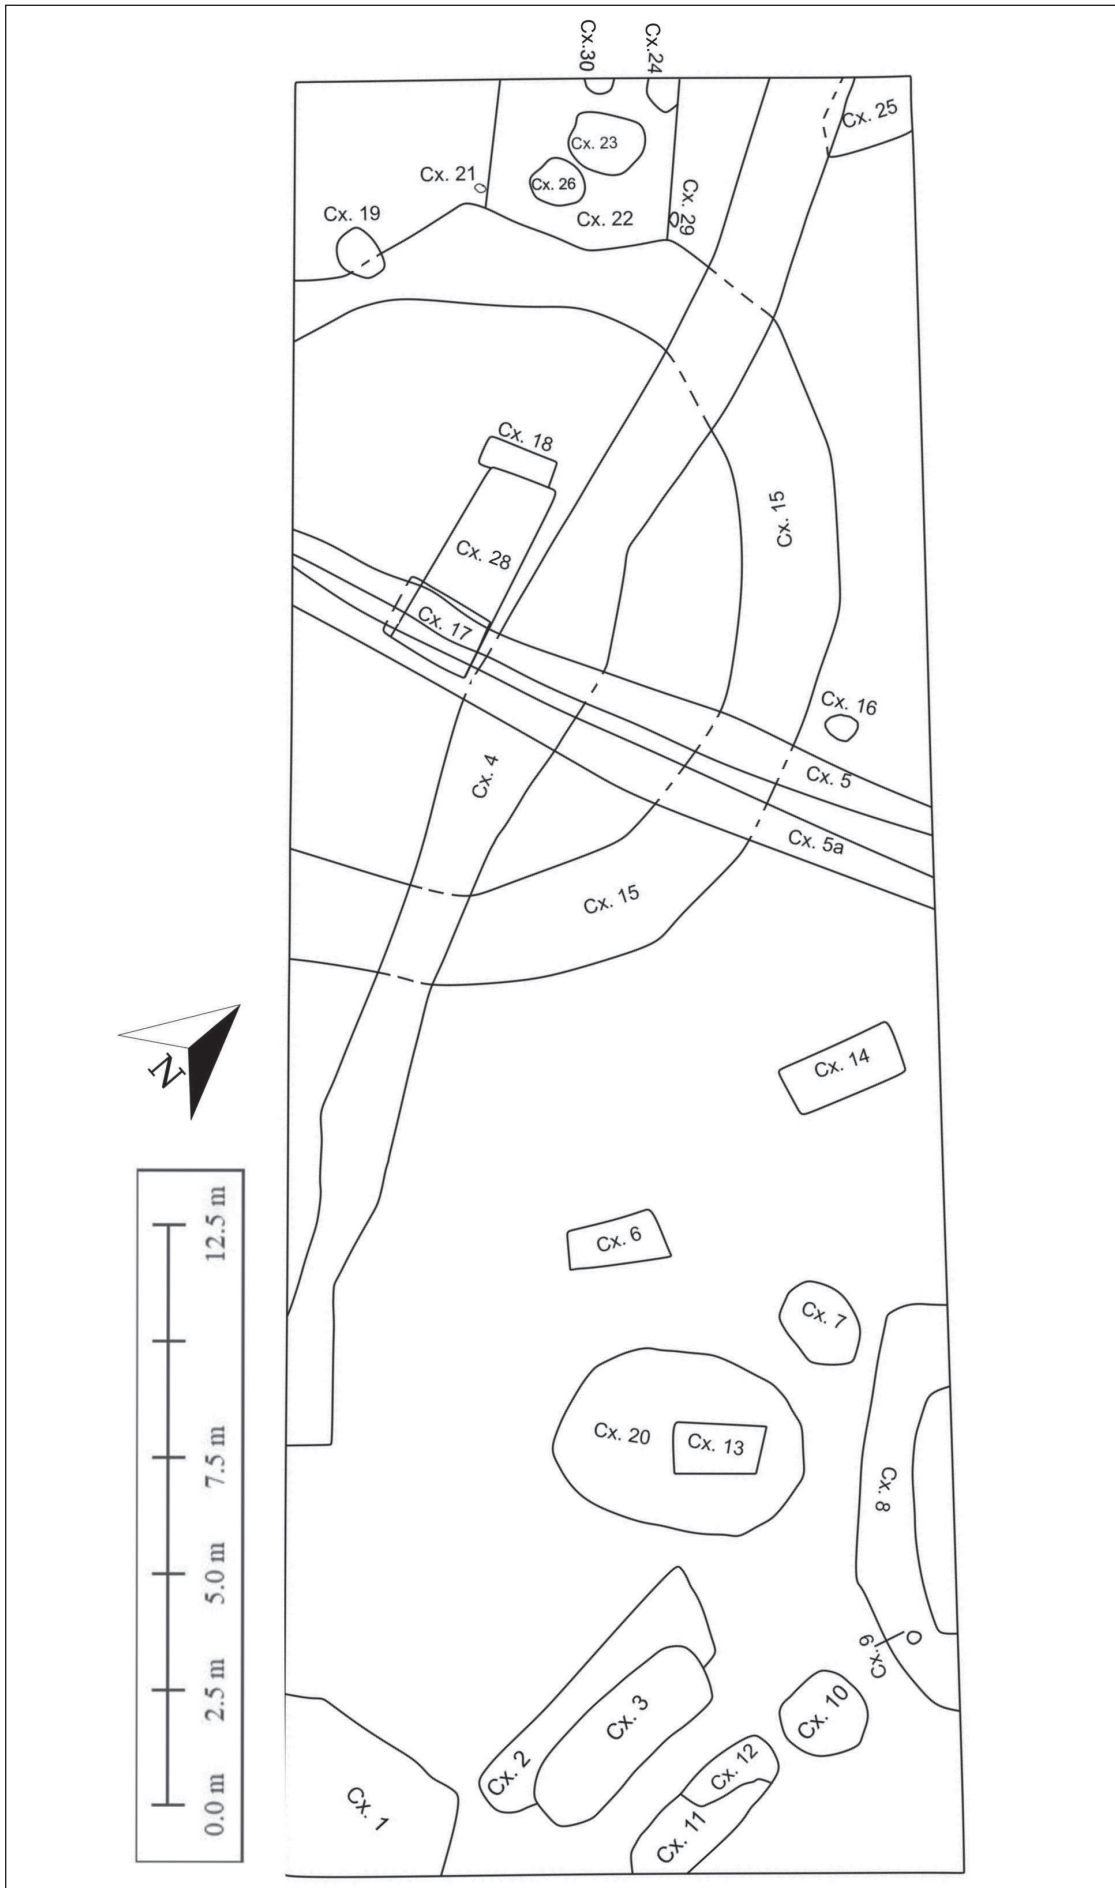 Cx.30
Cx.24
Cx. 25
Cx. 23
Cx. 21
Cx. 26
Cx. 29
Cx. 19
Cx. 22
Cx. 18
Cx. 15
Cx. 28
Cx. 17
Cx. 16
Cx. 4
Cx. 5
Cx. 5a
Cx. 15
N
Cx. 14
12.5 m
7.5 m
5.0 m
2.5 m
0.0 m
Cx. 6
Cx. 7
Cx. 20
Cx. 13
Cx. 8
Cx.9
Cx. 3
Cx. 10
Cx. 2
Cx. 12
Cx. 1
Cx. 11